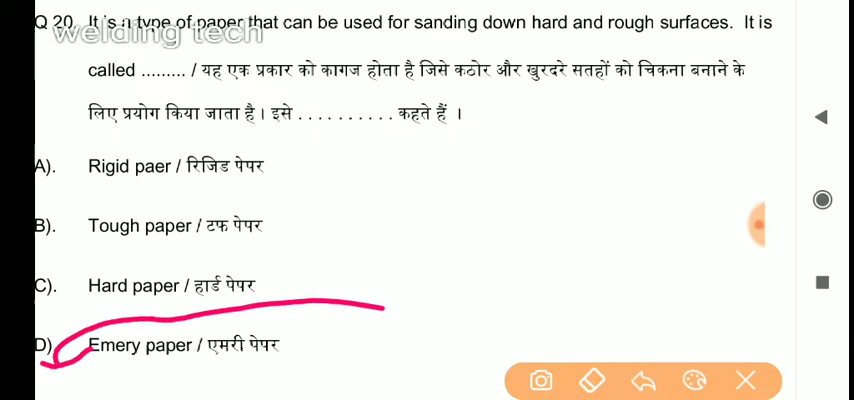 Q 20. It is a type of paper that can be used for sanding down hard and rough surfaces. It is
welding tech
called ......... / यह एक प्रकार को कागज होता है जिसे कठोर और खुरदरे सतहों को चिकना बनाने के
लिए प्रयोग किया जाता है। इसे . . . . . . . . . . कहते हैं ।
A). Rigid paer / रिजिड पेपर
B). Tough paper / टफ पेपर
C). Hard paper / हार्ड पेपर
D) Emery paper / एमरी पेपर